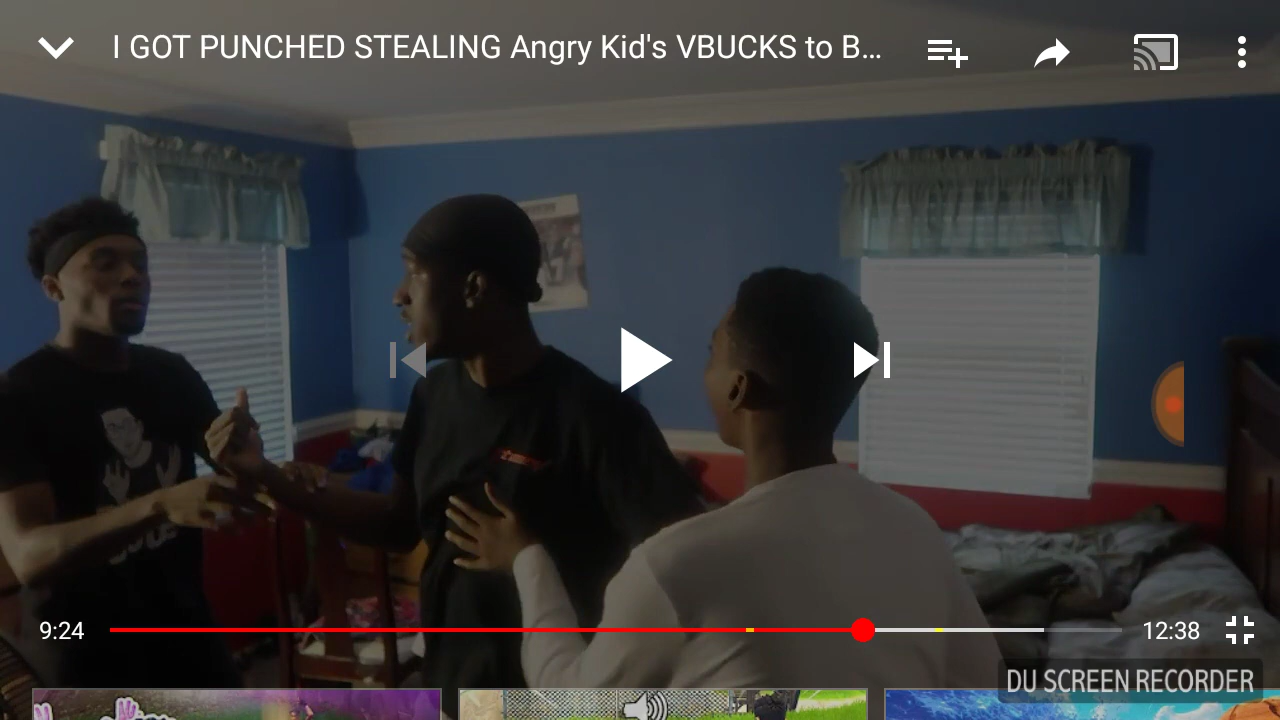 I GOT PUNCHED STEALING Angry Kid's VBUCKS to B...
9:24
12:38
DU SCREEN RECORDER